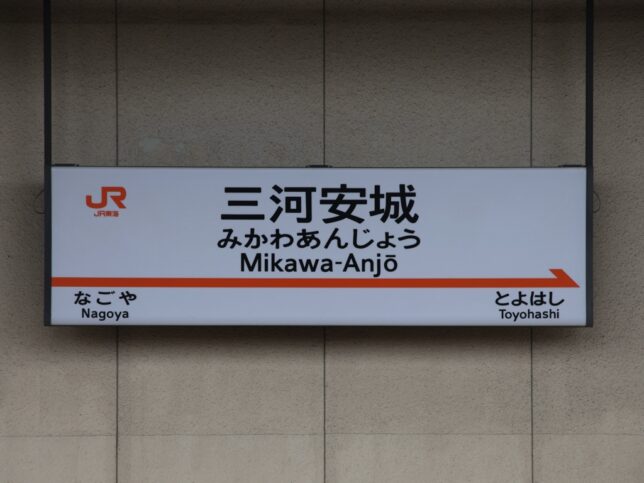 JR
JR東海
三河安城
みかわあんじょう
Mikawa-Anjō
なごや
Nagoya
とよはし
Toyohashi